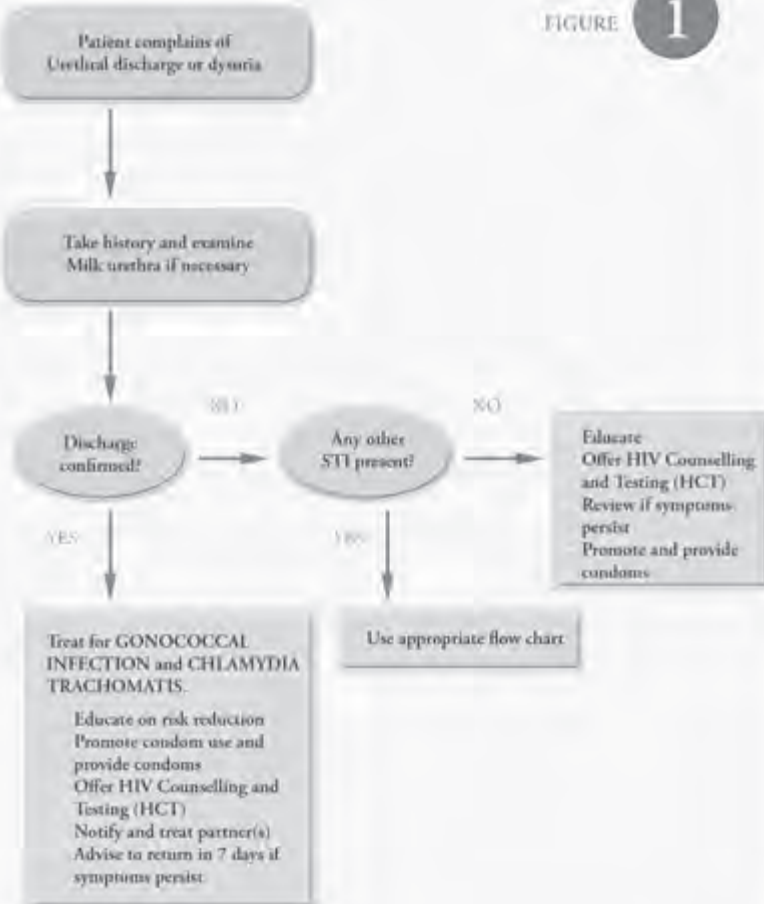 FIGURE 1
Patient complains of
Urethral discharge or dysuria
Take history and examine
Milk urethra if necessary
NO
NO
Discharge
confirmed?
Any other
STI present?
Educate
Offer HIV Counselling
and Testing (HCT)
Review if symptoms
persist
Promote and provide
condoms
YES
YES
Use appropriate flow chart
Treat for GONOCOCCAL
INFECTION and CHLAMYDIA
TRACHOMATIS.
Educate on risk reduction
Promote condom use and
provide condoms
Offer HIV Counselling and
Testing (HCT)
Notify and treat partner(s)
Advise to return in 7 days if
symptoms persist